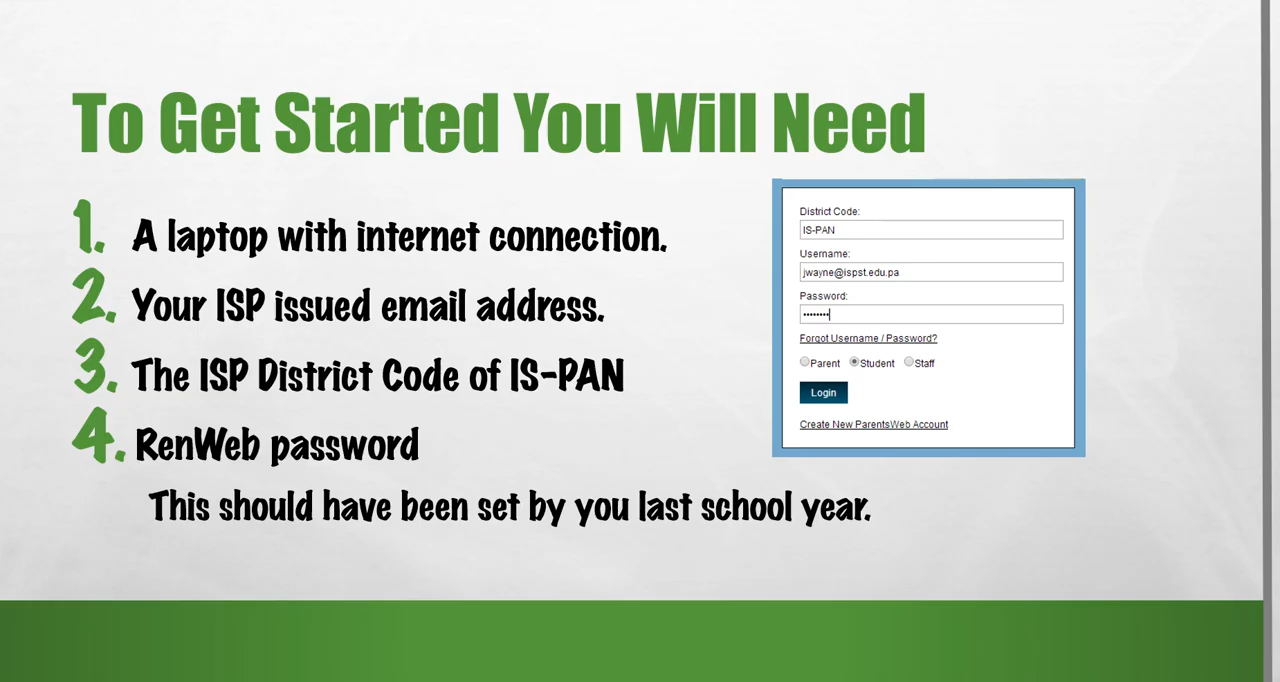 To Get Started You Will Need
1. A laptop with internet connection.
2. Your ISP issued email address.
3. The ISP District Code of IS-PAN
4. RenWeb password
This should have been set by you last school year.
District Code:
IS-PAN
Username:
jwayne@ispst.edu.pa
Password:
••••••••
Forgot Username / Password?
Parent Student Staff
Login
Create New ParentsWeb Account